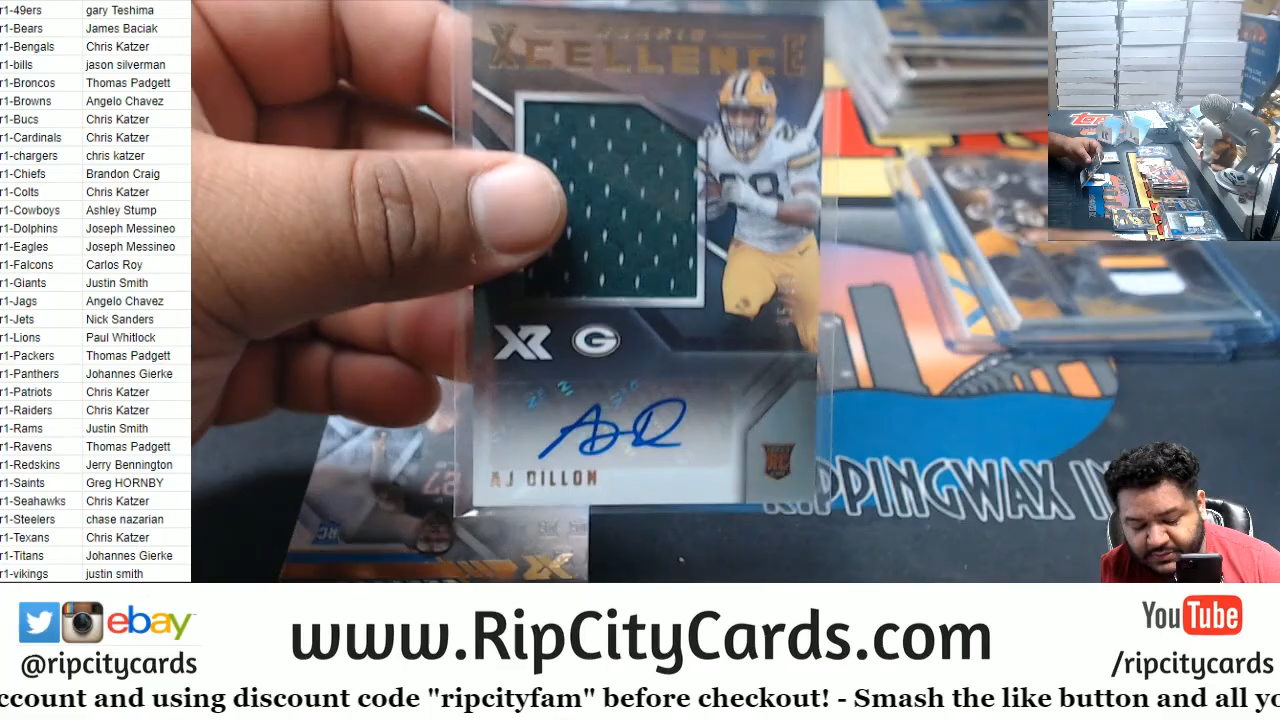 r1-49ers gary Teshima
r1-Bears James Baciak
r1-Bengals Chris Katzer
r1-bills jason silverman
r1-Broncos Thomas Padgett
r1-Browns Angelo Chavez
r1-Bucs Chris Katzer
r1-Cardinals Chris Katzer
r1-chargers chris katzer
r1-Chiefs Brandon Craig
r1-Colts Chris Katzer
r1-Cowboys Ashley Stump
r1-Dolphins Joseph Messineo
r1-Eagles Joseph Messineo
r1-Falcons Carlos Roy
r1-Giants Justin Smith
r1-Jags Angelo Chavez
r1-Jets Nick Sanders
r1-Lions Paul Whitlock
r1-Packers Thomas Padgett
r1-Panthers Johannes Gierke
r1-Patriots Chris Katzer
r1-Raiders Chris Katzer
r1-Rams Justin Smith
r1-Ravens Thomas Padgett
r1-Redskins Jerry Bennington
r1-Saints Greg HORNBY
r1-Seahawks Chris Katzer
r1-Steelers chase nazarian
r1-Texans Chris Katzer
r1-Titans Johannes Gierke
r1-vikings justin smith
XCELLENCE
XR G
AJ DILLON
RC
27
RC
XR
Topps
RIPPINGWAX IN
ebay
@ripcitycards
www.RipCityCards.com
YouTube
/ripcitycards
ccount and using discount code "ripcityfam" before checkout! - Smash the like button and all yo